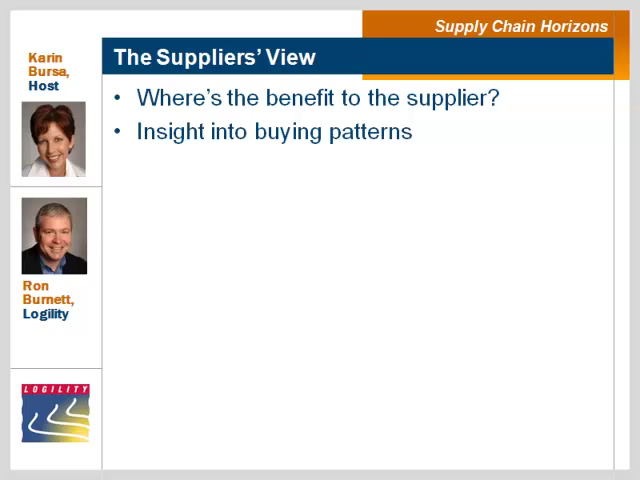 Supply Chain Horizons
Karin
Bursa,
Host
The Suppliers' View
• Where's the benefit to the supplier?
• Insight into buying patterns
Ron
Burnett,
Logility
LOGILITY